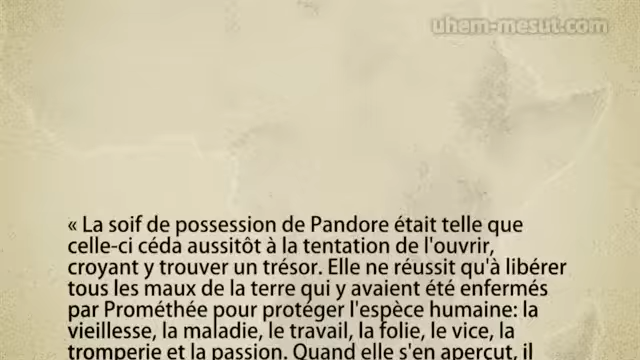 uhem-mesut.com
« La soif de possession de Pandore était telle que
celle-ci céda aussitôt à la tentation de l'ouvrir,
croyant y trouver un trésor. Elle ne réussit qu'à libérer
tous les maux de la terre qui y avaient été enfermés
par Prométhée pour protéger l'espèce humaine: la
vieillesse, la maladie, le travail, la folie, le vice, la
tromperie et la passion. Quand elle s'en aperçut, il